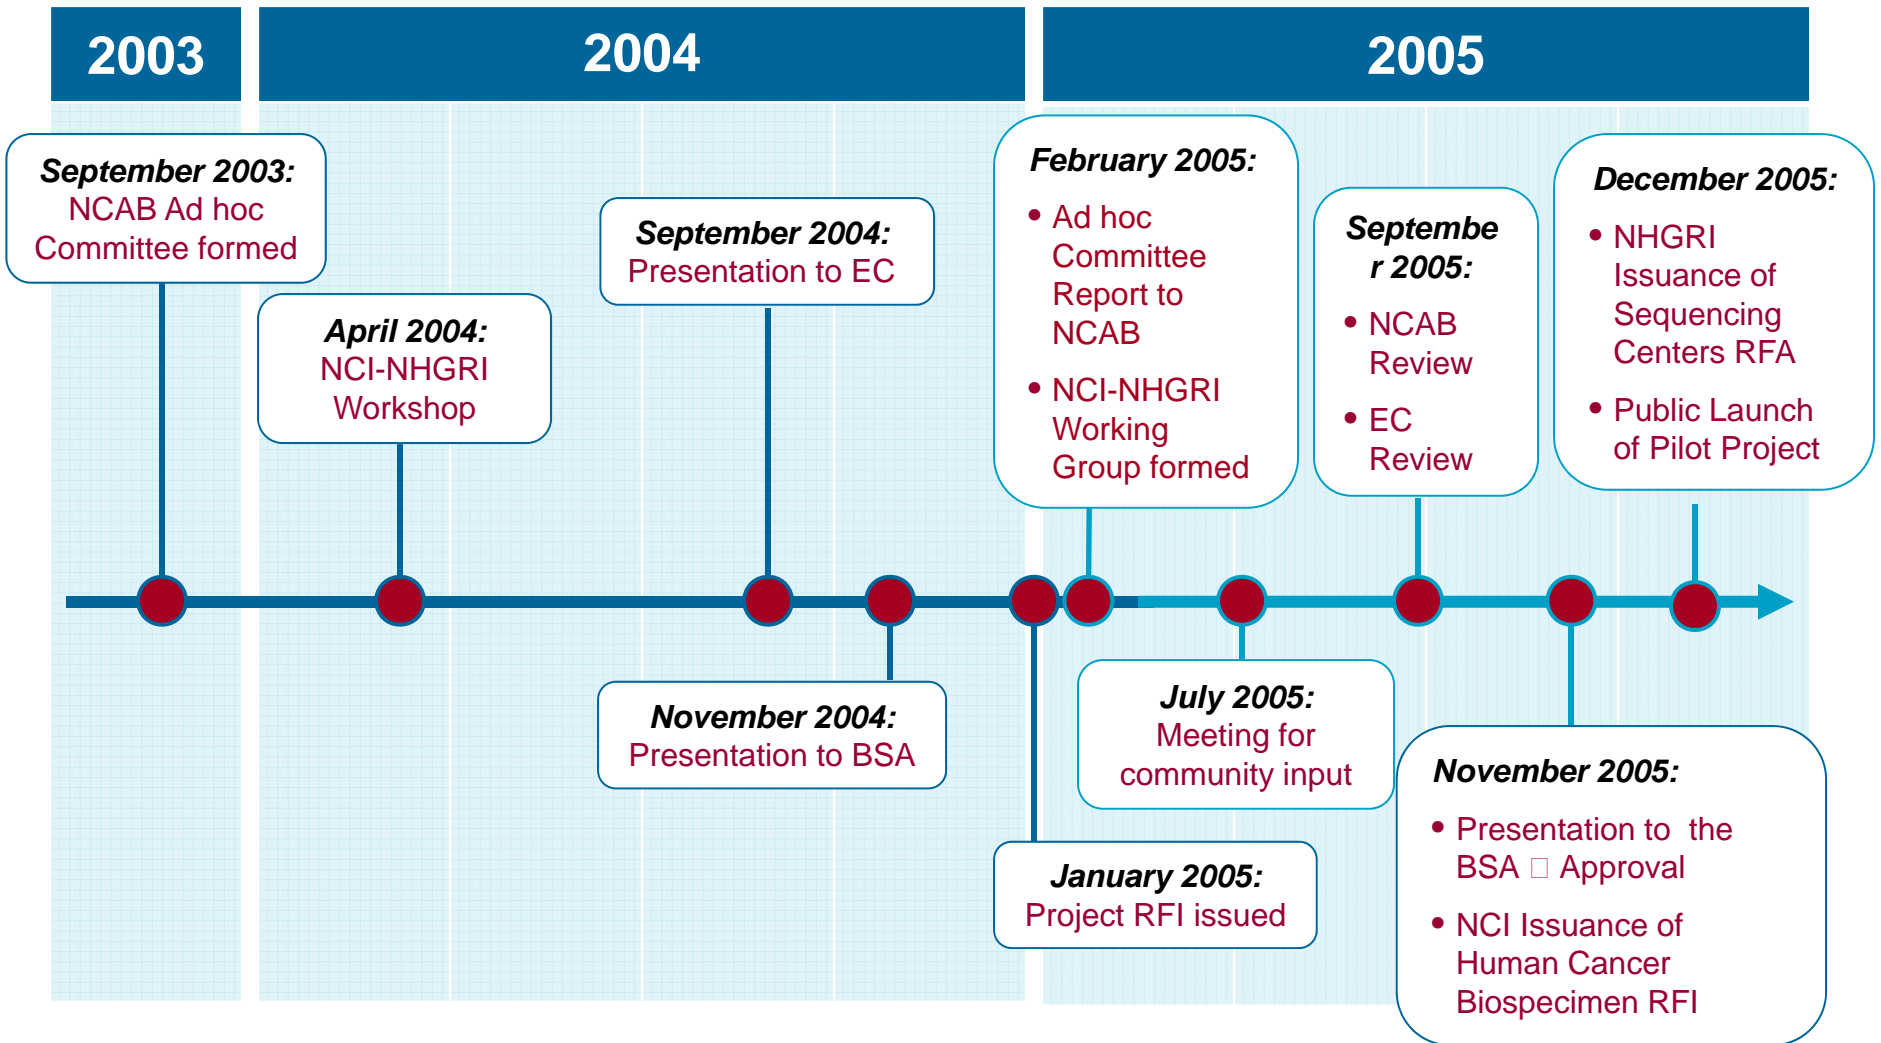 2003
2004
2005
September 2003:
NCAB Ad hoc
Committee formed
April 2004:
NCI-NHGRI
Workshop
September 2004:
Presentation to EC
November 2004:
Presentation to BSA
January 2005:
Project RFI issued
February 2005:
• Ad hoc
Committee
Report to
NCAB
• NCI-NHGRI
Working
Group formed
July 2005:
Meeting for
community input
Septembe
r 2005:
• NCAB
Review
• EC
Review
November 2005:
• Presentation to the
BSA □ Approval
• NCI Issuance of
Human Cancer
Biospecimen RFI
December 2005:
• NHGRI
Issuance of
Sequencing
Centers RFA
• Public Launch
of Pilot Project